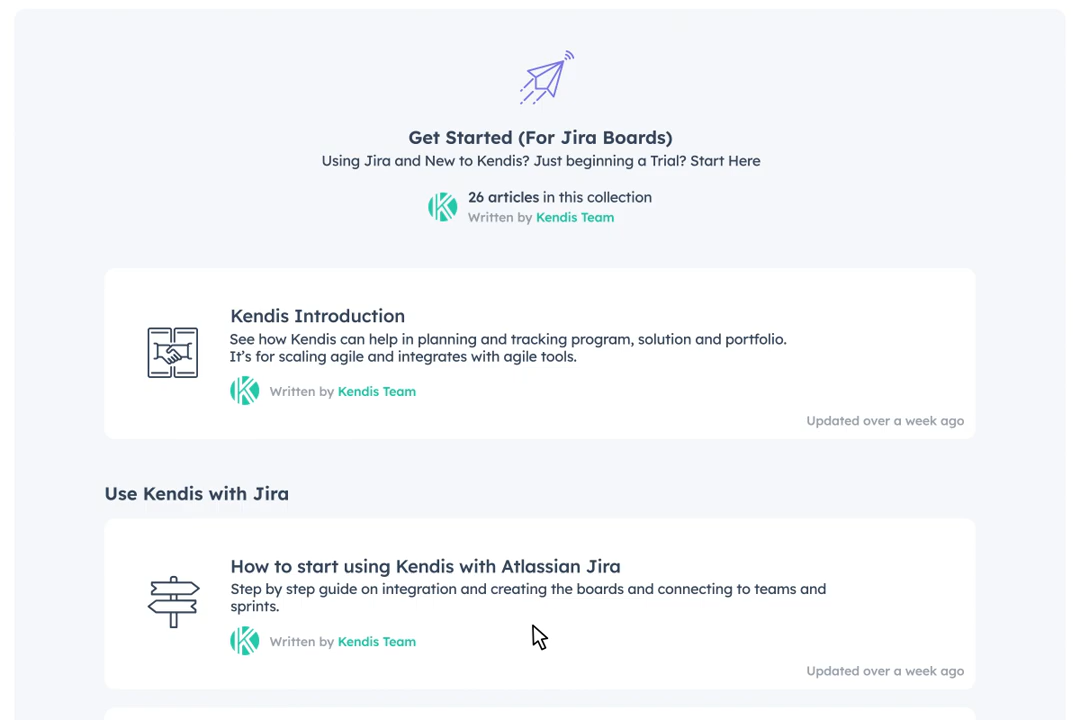 Get Started (For Jira Boards)
Using Jira and New to Kendis? Just beginning a Trial? Start Here
26 articles in this collection
Written by Kendis Team
Kendis Introduction
See how Kendis can help in planning and tracking program, solution and portfolio.
It's for scaling agile and integrates with agile tools.
Written by Kendis Team
Updated over a week ago
Use Kendis with Jira
How to start using Kendis with Atlassian Jira
Step by step guide on integration and creating the boards and connecting to teams and
sprints.
Written by Kendis Team
Updated over a week ago